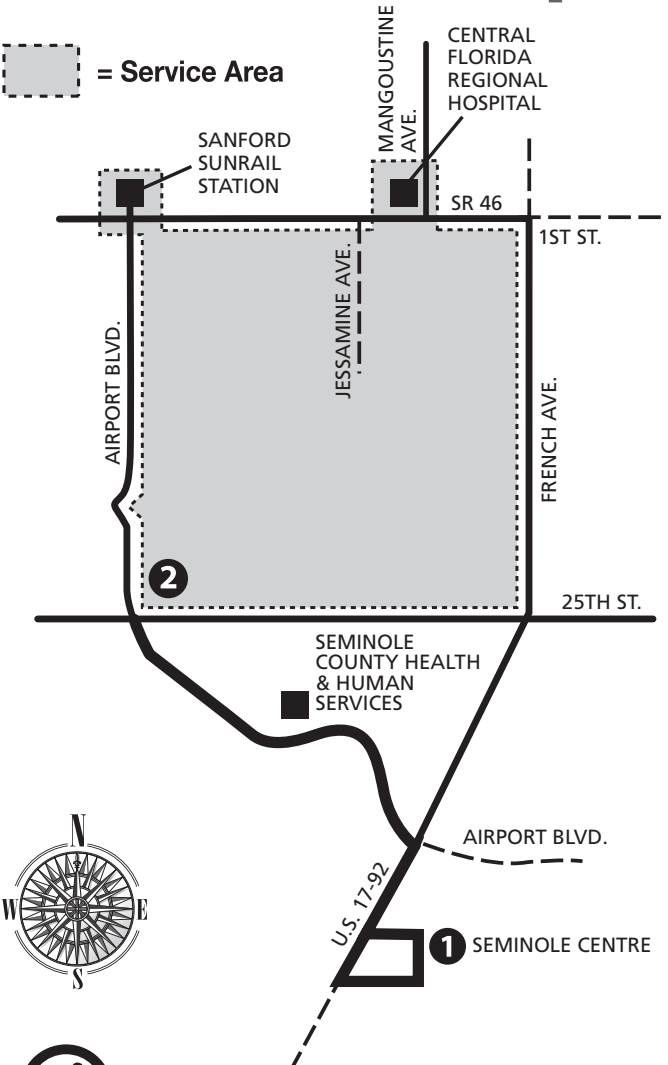 = Service Area
MANGOUSTINE
AVE.
CENTRAL
FLORIDA
REGIONAL
HOSPITAL
SANFORD
SUNRAIL
STATION
SR 46
1ST ST.
JESSAMINE AVE.
AIRPORT BLVD.
FRENCH AVE.
2
25TH ST.
SEMINOLE
COUNTY HEALTH
& HUMAN
SERVICES
N
W
E
S
AIRPORT BLVD.
U.S. 17-92
1
SEMINOLE CENTRE